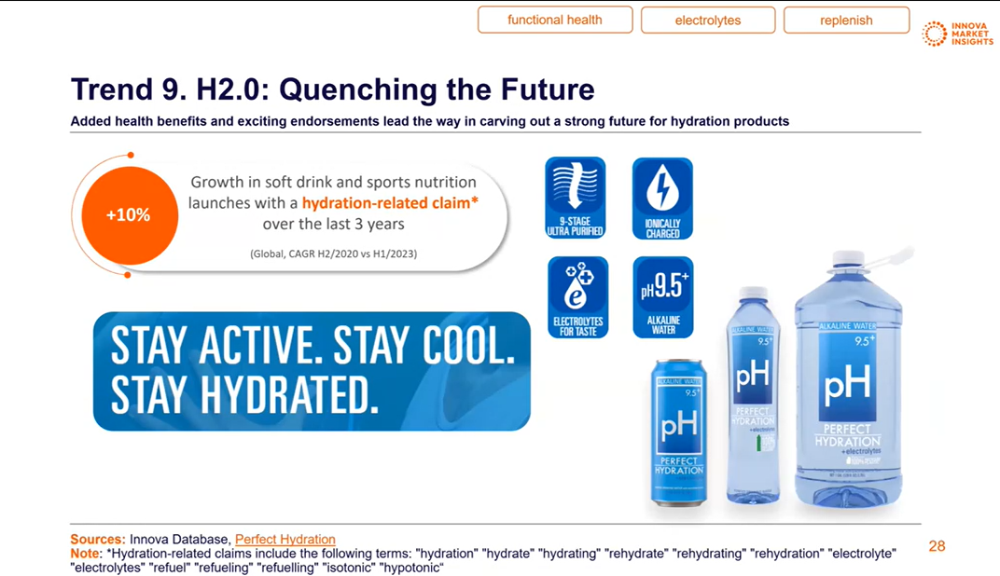 functional health
electrolytes
replenish
INNOVA
MARKET
INSIGHTS
Trend 9. H2.0: Quenching the Future
Added health benefits and exciting endorsements lead the way in carving out a strong future for hydration products
+10%
Growth in soft drink and sports nutrition
launches with a hydration-related claim*
over the last 3 years
(Global, CAGR H2/2020 vs H1/2023)
9-STAGE
ULTRA PURIFIED
IONICALLY
CHARGED
e
ELECTROLYTES
FOR TASTE
pH9.5+
ALKALINE
WATER
STAY ACTIVE. STAY COOL.
STAY HYDRATED.
ALKALINE WATER
9.5+
pH
PERFECT
HYDRATION
ALKALINE WATER
9.5+
pH
PERFECT
HYDRATION
+electrolytes
ALKALINE WATER
9.5+
pH
PERFECT
HYDRATION
+electrolytes
Sources: Innova Database, Perfect Hydration
Note: *Hydration-related claims include the following terms: "hydration" "hydrate" "hydrating" "rehydrate" "rehydrating" "rehydration" "electrolyte"
"electrolytes" "refuel" "refueling" "refuelling" "isotonic" "hypotonic“
28